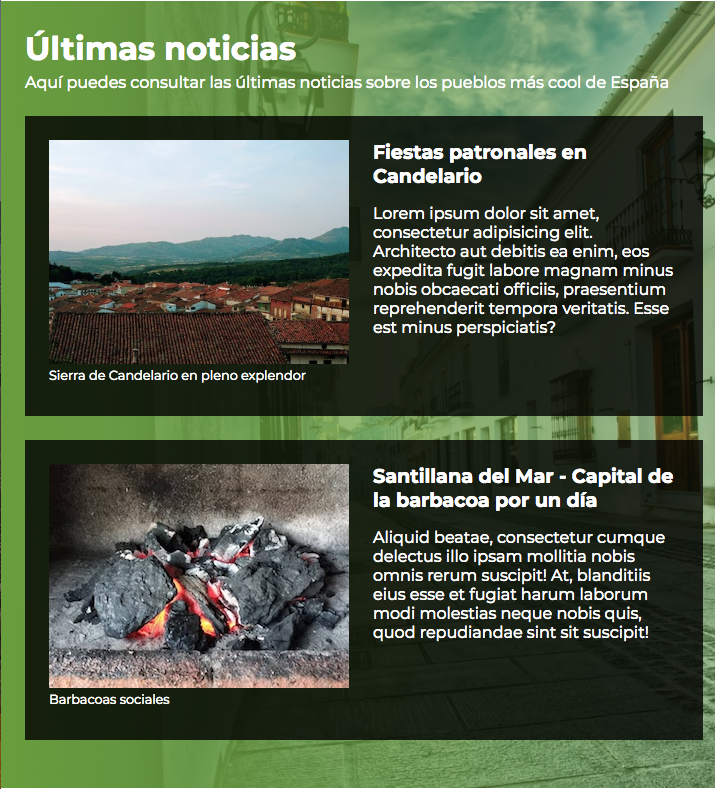 Últimas noticias
Aquí puedes consultar las últimas noticias sobre los pueblos más cool de España
Fiestas patronales en
Candelario
Lorem ipsum dolor sit amet,
consectetur adipisicing elit.
Architecto aut debitis ea enim, eos
expedita fugit labore magnam minus
nobis obcaecati officiis, praesentium
reprehenderit tempora veritatis. Esse
est minus perspiciatis?
Sierra de Candelario en pleno explendor
Santillana del Mar - Capital de
la barbacoa por un día
Aliquid beatae, consectetur cumque
delectus illo ipsam mollitia nobis
omnis rerum suscipit! At, blanditiis
eius esse et fugiat harum laborum
modi molestias neque nobis quis,
quod repudiandae sint sit suscipit!
Barbacoas sociales